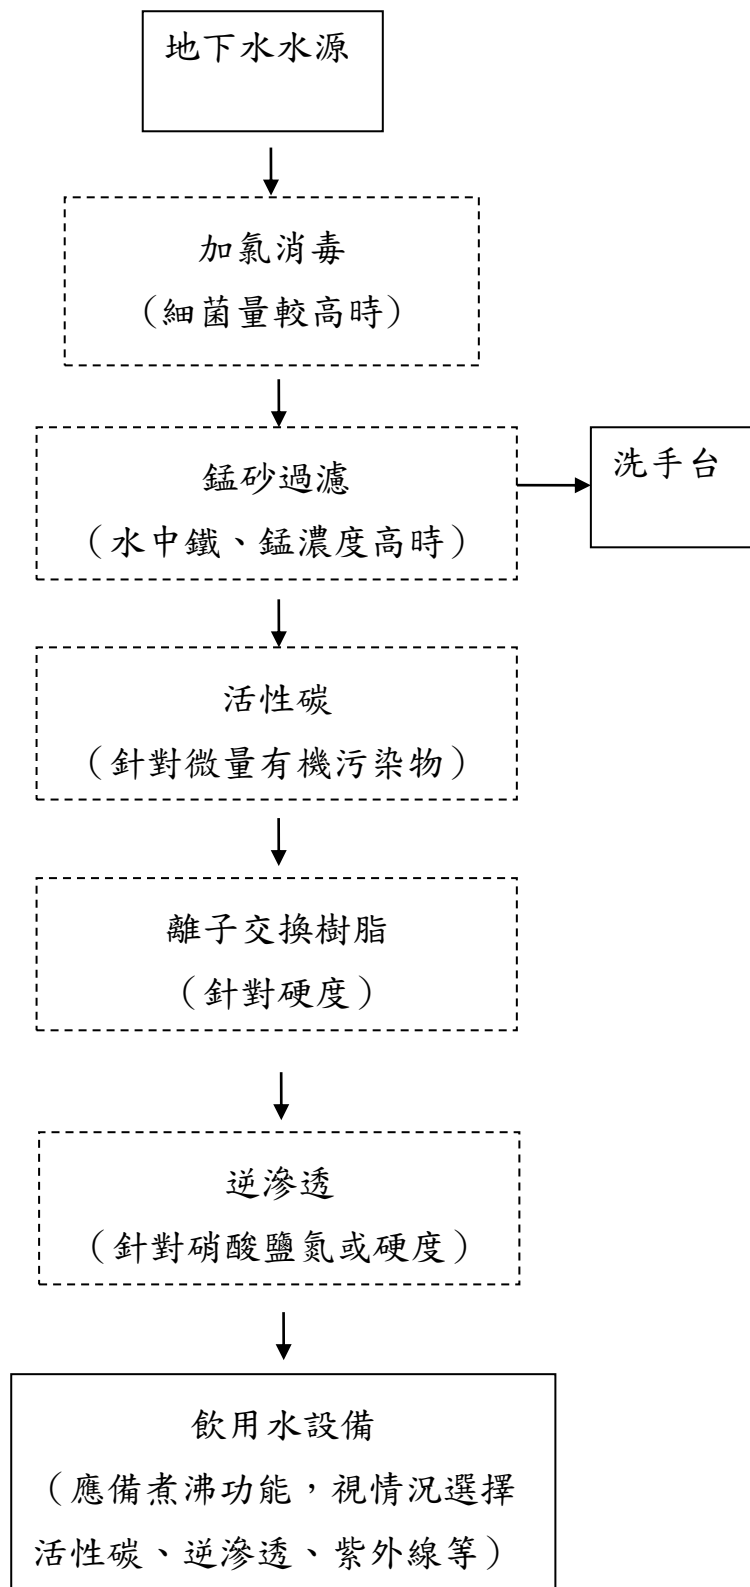 地下水水源
加氯消毒
（細菌量較高時）
錳砂過濾
（水中鐵、錳濃度高時）
洗手台
活性碳
（針對微量有機污染物）
離子交換樹脂
（針對硬度）
逆滲透
（針對硝酸鹽氮或硬度）
飲用水設備
（應備煮沸功能，視情況選擇
活性碳、逆滲透、紫外線等）